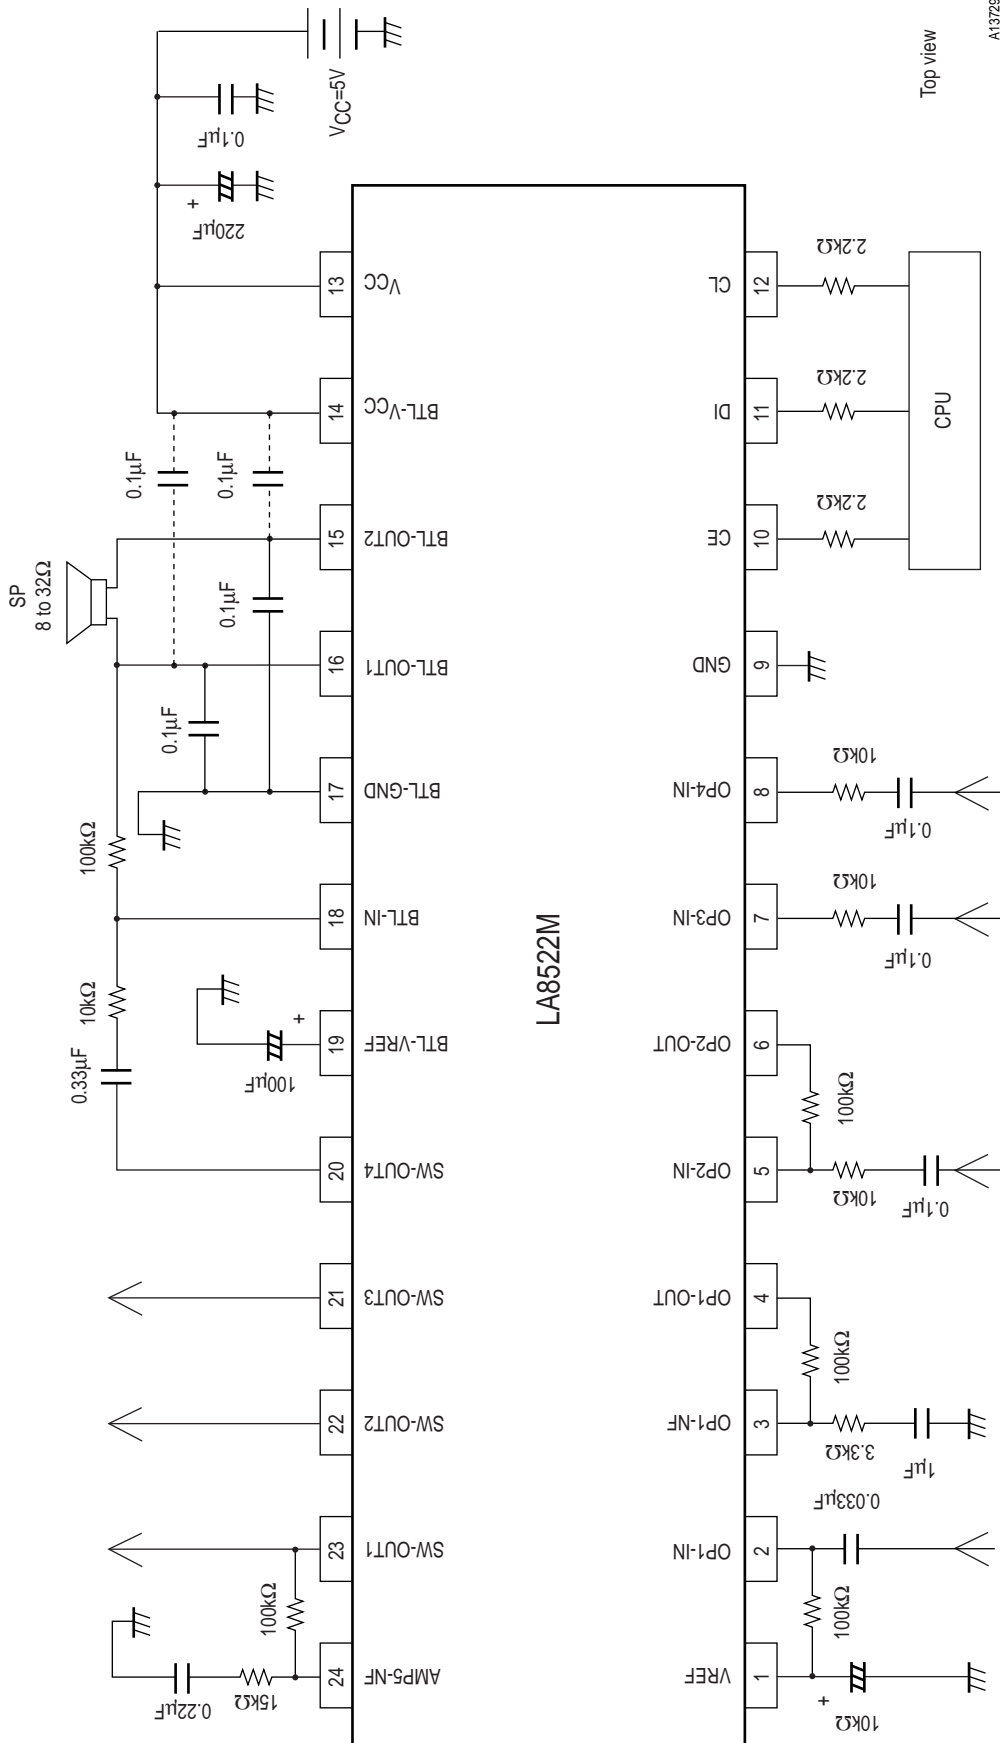 A13729
Top view
VCC=5V
0.1µF
220µF
+
13
VCC
14
BTL-VCC
0.1µF
0.1µF
15
BTL-OUT2
SP
8 to 32Ω
0.1µF
16
BTL-OUT1
0.1µF
17
BTL-GND
100kΩ
18
BTL-IN
10kΩ
0.33µF
19
BTL-VREF
100µF
+
20
SW-OUT4
21
SW-OUT3
22
SW-OUT2
23
SW-OUT1
100kΩ
24
AMP5-NF
15kΩ
0.22µF
LA8522M
12
CL
2.2kΩ
11
DI
2.2kΩ
10
CE
2.2kΩ
CPU
9
GND
8
OP4-IN
10kΩ
0.1µF
7
OP3-IN
10kΩ
0.1µF
6
OP2-OUT
100kΩ
5
OP2-IN
10kΩ
0.1µF
4
OP1-OUT
100kΩ
3
OP1-NF
3.3kΩ
1µF
2
OP1-IN
0.033µF
100kΩ
1
VREF
+
10kΩ